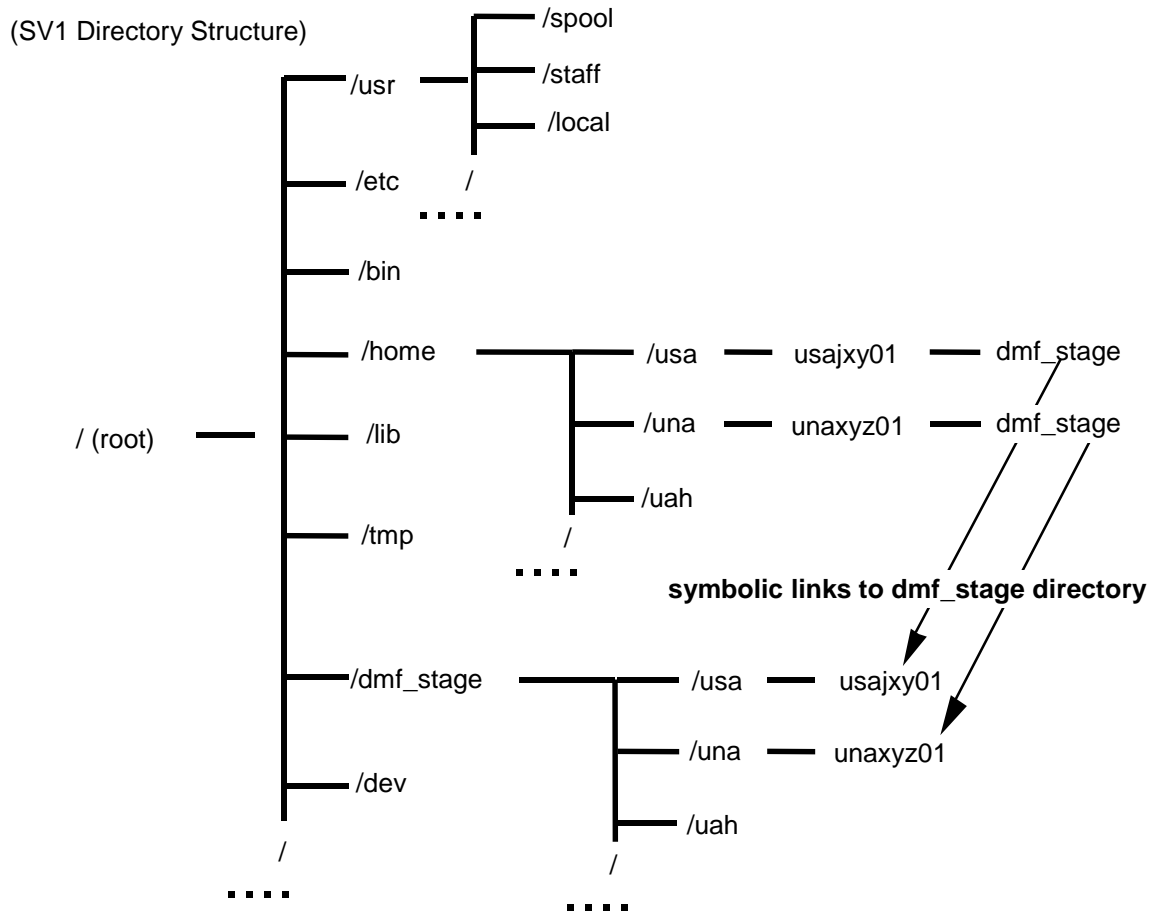 (SV1 Directory Structure)
/spool
/usr
/staff
/local
/etc
/
/bin
/home
/usa usajxy01 dmf_stage
/ (root)
/lib
/una unaxyz01 dmf_stage
/uah
/tmp
/
symbolic links to dmf_stage directory
/dmf_stage
/usa usajxy01
/una unaxyz01
/dev
/uah
/
/